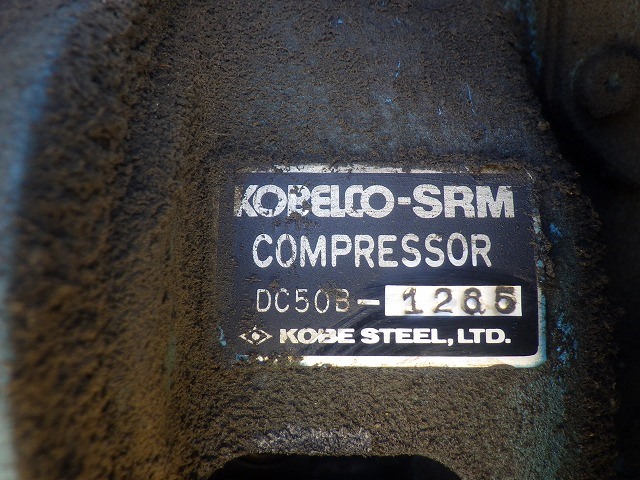 KOBELCO-SRM
COMPRESSOR
DC50B-1265
KOBE STEEL, LTD.